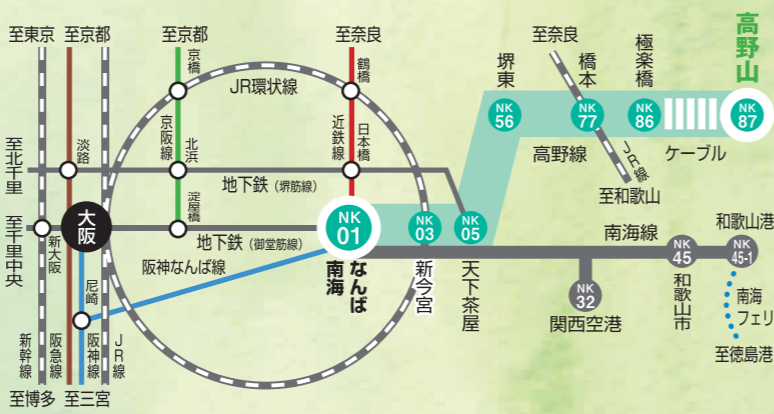 至東京
至京都
至京都
至奈良
至奈良
高野山
京橋
鶴橋
堺東
橋本
極楽橋
JR環状線
NK
56
NK
77
NK
86
NK
87
淡路
京阪線
北浜
近鉄線
日本橋
高野線
JR線
ケーブル
至北千里
地下鉄（堺筋線）
至和歌山
淀屋橋
大阪
NK
01
NK
03
NK
05
南海線
和歌山港
至千里中央
新大阪
地下鉄（御堂筋線）
NK
45
NK
45-1
尼崎
阪神なんば線
南海
なんば
新今宮
天下茶屋
NK
32
和歌山市
南海
フェリ
関西空港
新幹線
阪急線
阪神線
JR線
至徳島港
至博多
至三宮